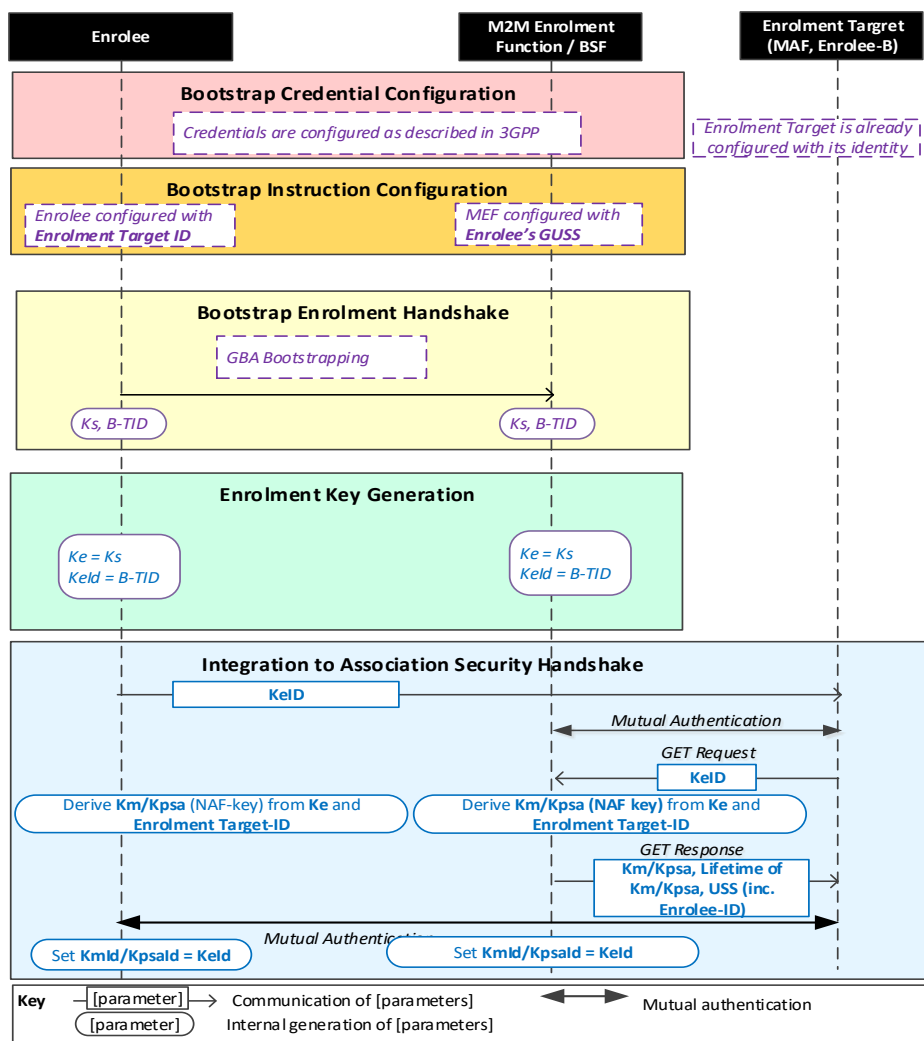 Enrolee
M2M Enrolment
Function / BSF
Enrolment Targret
(MAF, Enrolee-B)
Bootstrap Credential Configuration
Credentials are configured as described in 3GPP
Enrolment Target is already
configured with its identity
Bootstrap Instruction Configuration
Enrolee configured with
Enrolment Target ID
MEF configured with
Enrolee's GUSS
Bootstrap Enrolment Handshake
GBA Bootstrapping
Ks, B-TID
Ks, B-TID
Enrolment Key Generation
Ke = Ks
KeId = B-TID
Ke = Ks
KeId = B-TID
Integration to Association Security Handshake
KeID
Mutual Authentication
GET Request
KeID
Derive Km/Kpsa (NAF-key) from Ke and
Enrolment Target-ID
Derive Km/Kpsa (NAF key) from Ke and
Enrolment Target-ID
GET Response
Km/Kpsa, Lifetime of
Km/Kpsa, USS (inc.
Enrolee-ID)
Mutual
Set KmId/KpsaId = KeId
Set KmId/KpsaId = KeId
Key
[parameter]
Communication of [parameters]
Mutual authentication
[parameter]
Internal generation of [parameters]